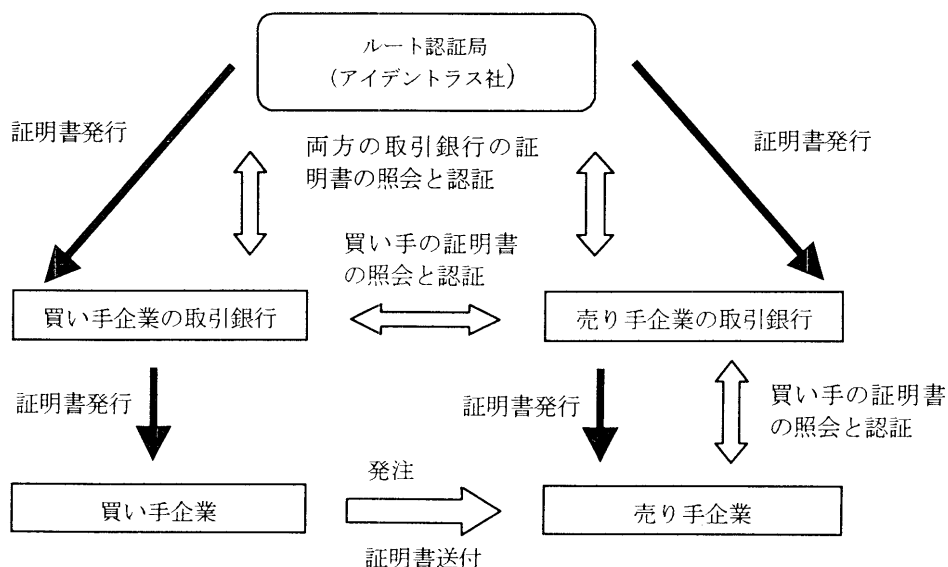 ルート認証局
(アイデントラス社)
証明書発行
証明書発行
両方の取引銀行の証
明書の照会と認証
買い手の証明書
の照会と認証
買い手企業の取引銀行
売り手企業の取引銀行
証明書発行
証明書発行
買い手の証明書
の照会と認証
発注
買い手企業
売り手企業
証明書送付